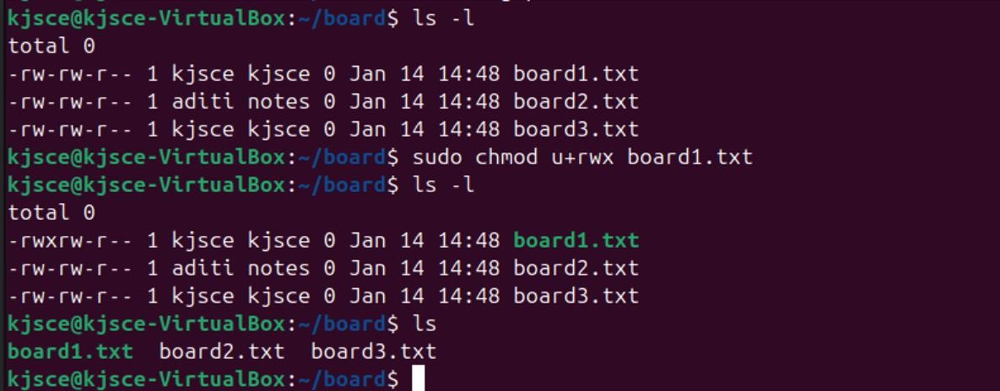 kjsce@kjsce-VirtualBox:~/board$ ls -l
total 0
-rw-rw-r-- 1 kjsce kjsce 0 Jan 14 14:48 board1.txt
-rw-rw-r-- 1 aditi notes 0 Jan 14 14:48 board2.txt
-rw-rw-r-- 1 kjsce kjsce 0 Jan 14 14:48 board3.txt
kjsce@kjsce-VirtualBox:~/board$ sudo chmod u+rwx board1.txt
kjsce@kjsce-VirtualBox:~/board$ ls -l
total 0
-rwxrw-r-- 1 kjsce kjsce 0 Jan 14 14:48 board1.txt
-rw-rw-r-- 1 aditi notes 0 Jan 14 14:48 board2.txt
-rw-rw-r-- 1 kjsce kjsce 0 Jan 14 14:48 board3.txt
kjsce@kjsce-VirtualBox:~/board$ ls
board1.txt  board2.txt  board3.txt
kjsce@kjsce-VirtualBox:~/board$